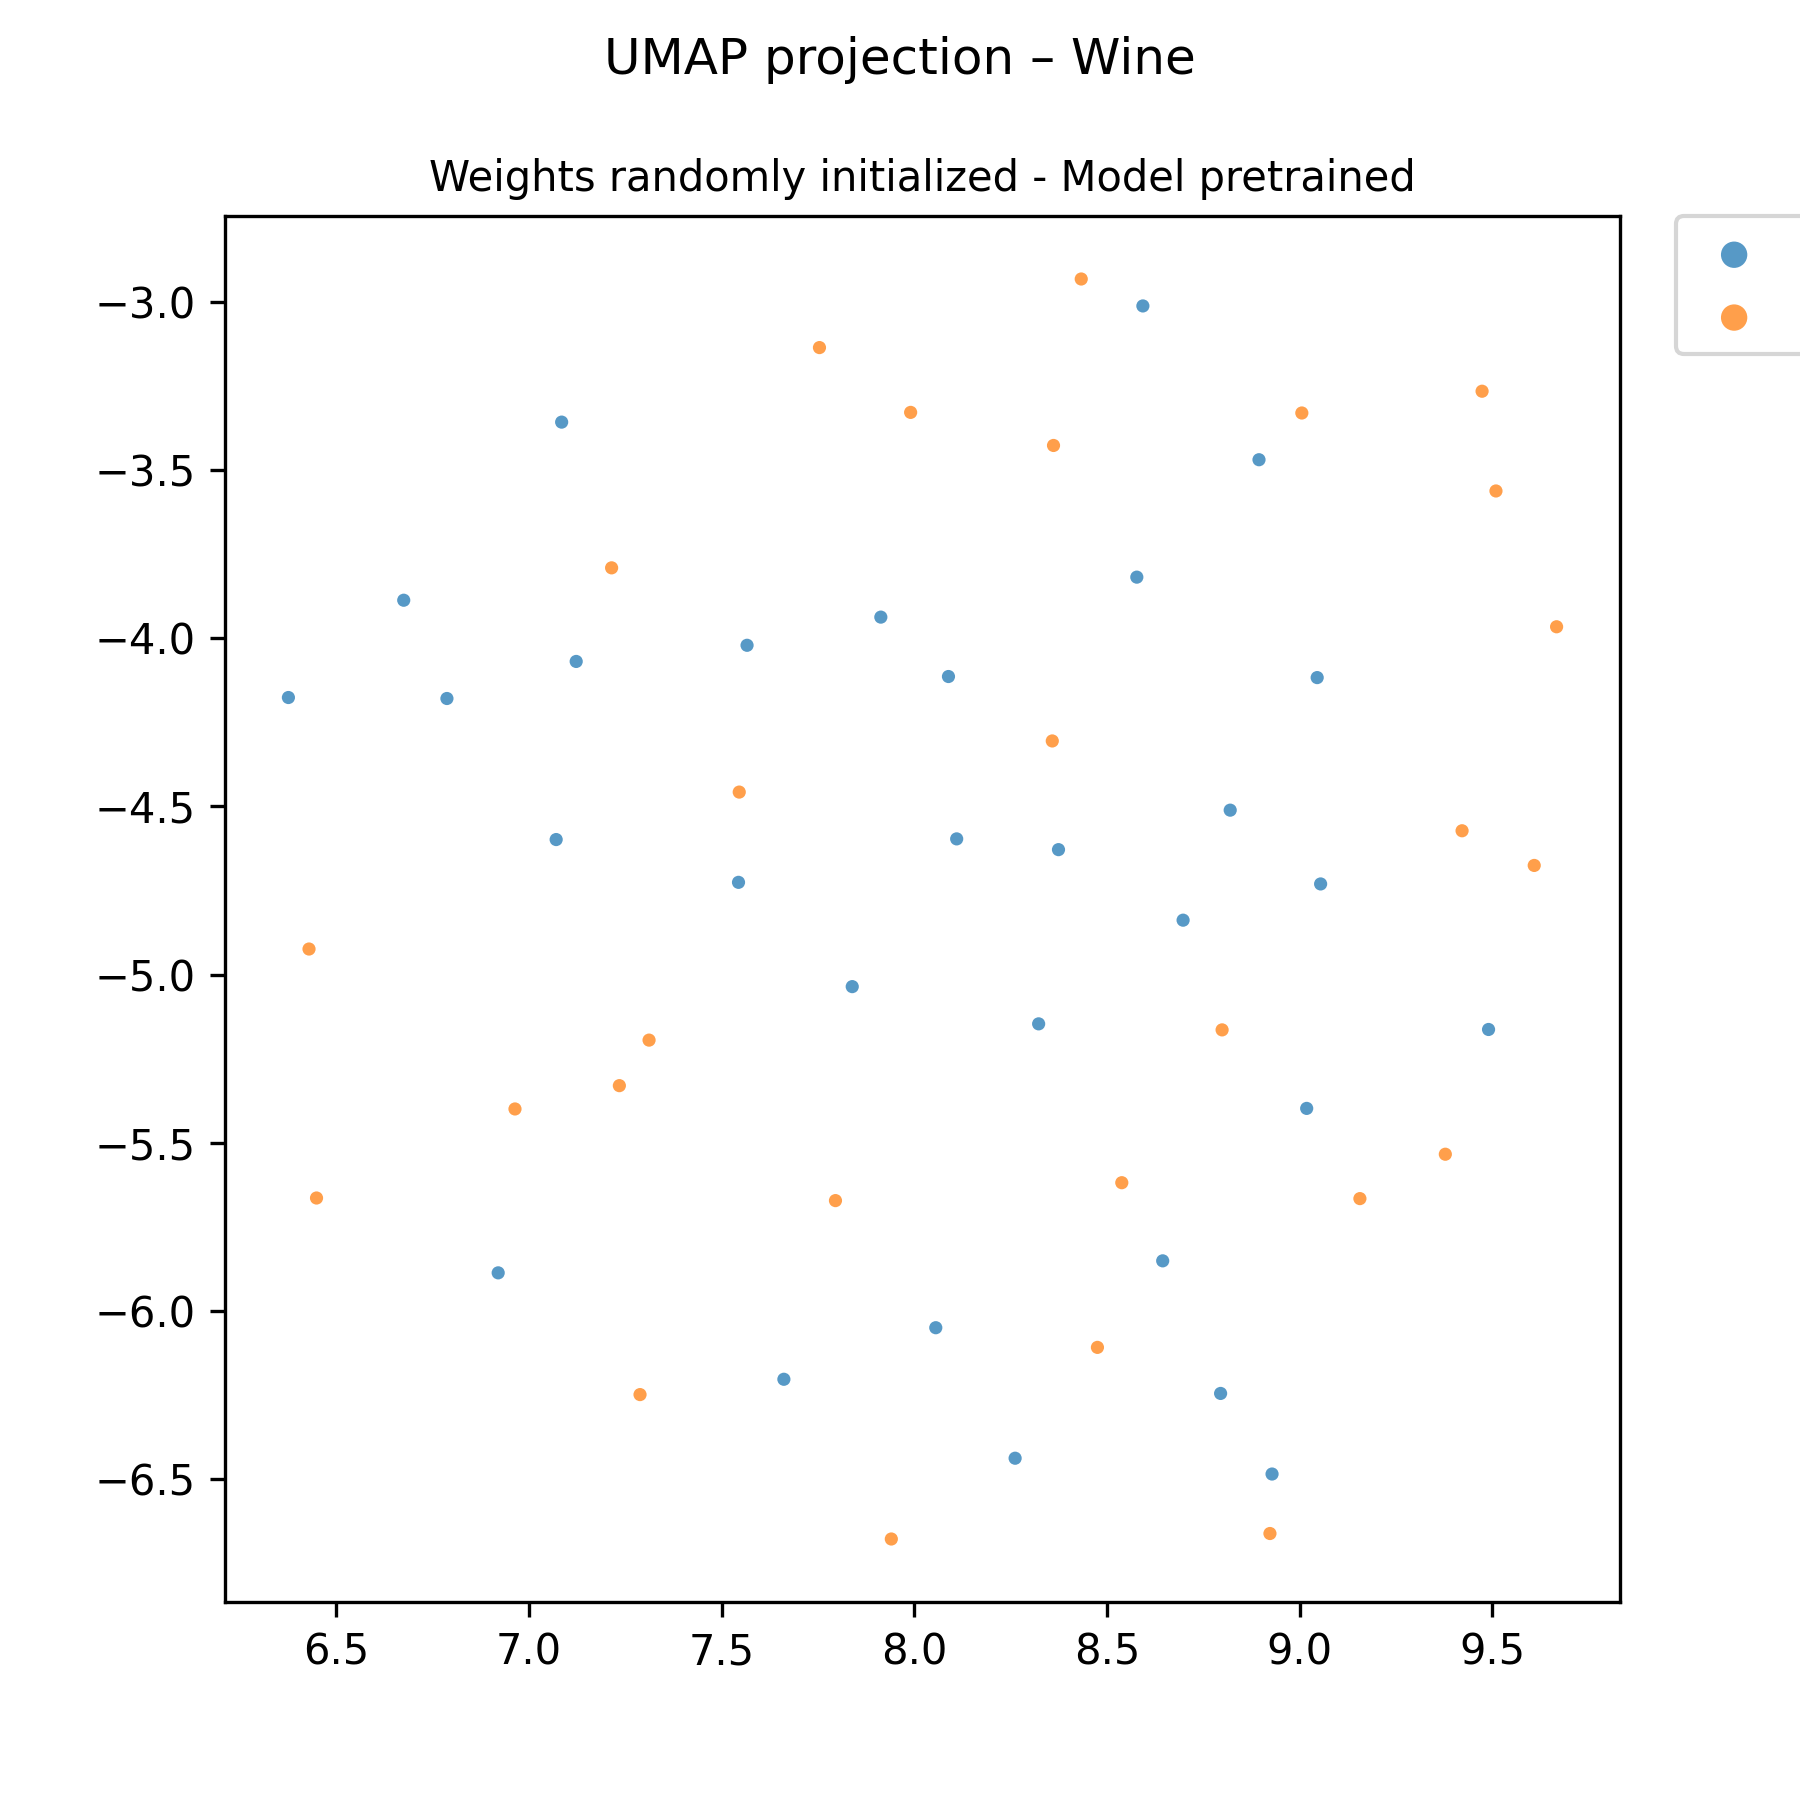 UMAP projection – Wine
Weights randomly initialized - Model pretrained
−3.0
−3.5
−4.0
−4.5
−5.0
−5.5
−6.0
−6.5
6.5 7.0 7.5 8.0 8.5 9.0 9.5